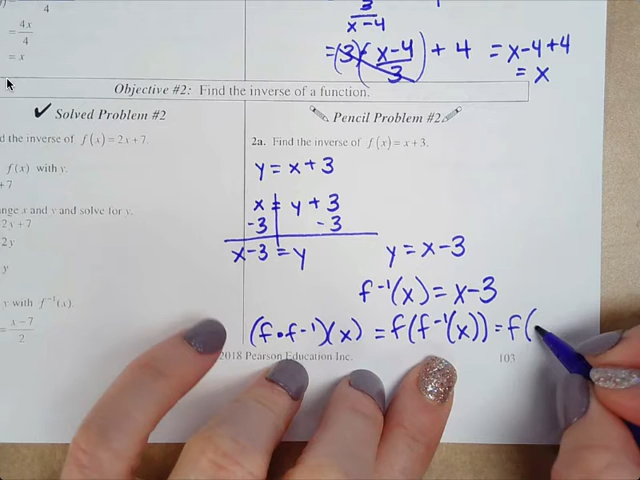 4
= 4x/4
= x
3/(x-4)
= (3)(x-4/3) + 4 = x-4+4
= x
Objective #2: Find the inverse of a function.
✔ Solved Problem #2
the inverse of f(x) = 2x+7.
f(x) with y.
+7
ange x and y and solve for y.
2y+7
2y
y
y with f⁻¹(x).
x-7/2
Pencil Problem #2
2a. Find the inverse of f(x) = x+3.
y = x+3
x = y + 3
-3 -3
x-3 = y
y = x-3
f⁻¹(x) = x-3
(f•f⁻¹)(x) = f(f⁻¹(x)) = f(
2018 Pearson Education Inc.
103